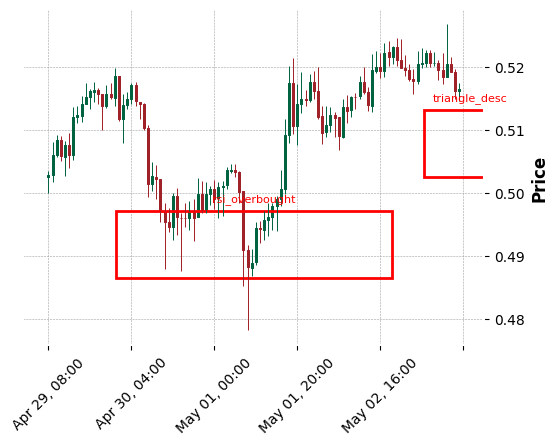 triangle_desc
rsi_overbought
0.52
0.51
0.50
0.49
0.48
Price
Apr 29, 08:00
Apr 30, 04:00
May 01, 00:00
May 01, 20:00
May 02, 16:00